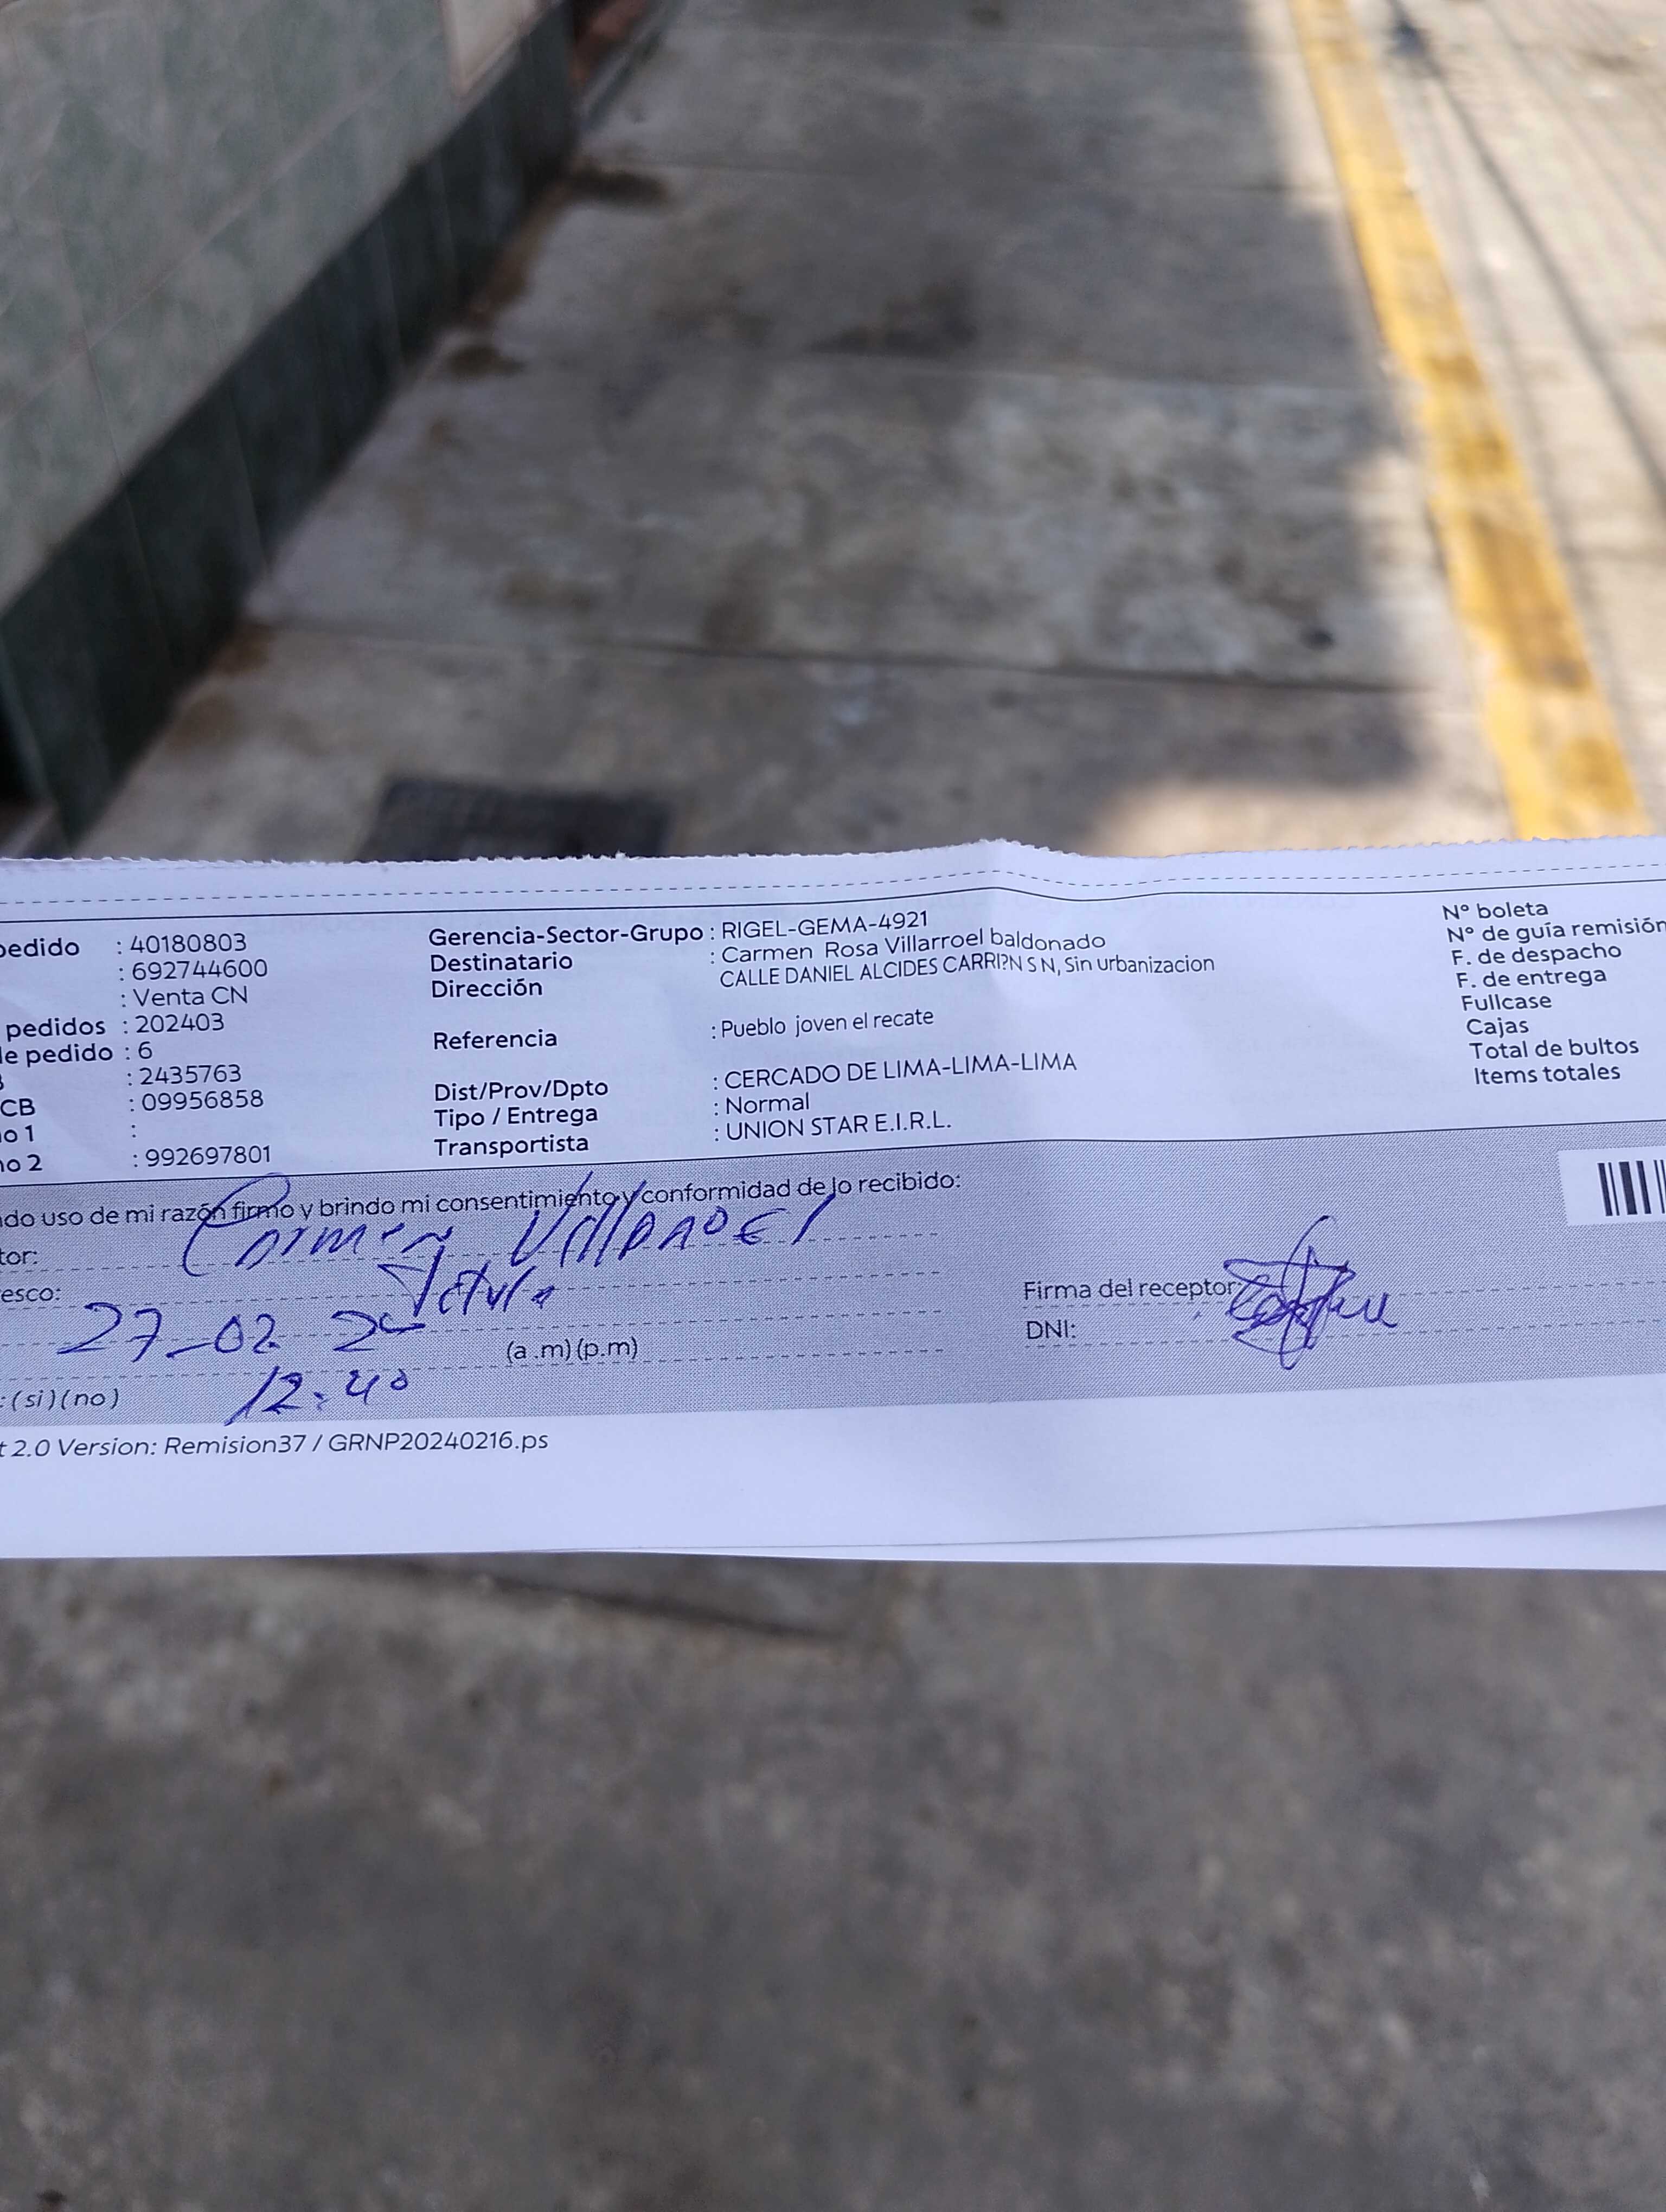 pedido : 40180803
: 692744600
: Venta CN
pedidos : 202403
e pedido : 6
: 2435763
CB : 09956858
o 1 :
no 2 : 992697801
Gerencia-Sector-Grupo : RIGEL-GEMA-4921
Destinatario : Carmen Rosa Villarroel baldonado
Dirección CALLE DANIEL ALCIDES CARRI?N S N, Sin urbanizacion
Referencia : Pueblo joven el recate
Dist/Prov/Dpto : CERCADO DE LIMA-LIMA-LIMA
Tipo / Entrega : Normal
Transportista : UNION STAR E.I.R.L.
N° boleta
N° de guía remisión
F. de despacho
F. de entrega
Fullcase
Cajas
Total de bultos
Items totales
ndo uso de mi razón firmo y brindo mi consentimiento y conformidad de lo recibido:
tor: Carmen Villaroel
esco: Titular
27-02 24
(a .m) (p.m)
: (si) (no) 12:40
Firma del receptor:
DNI:
t 2.0 Version: Remision37 / GRNP20240216.ps